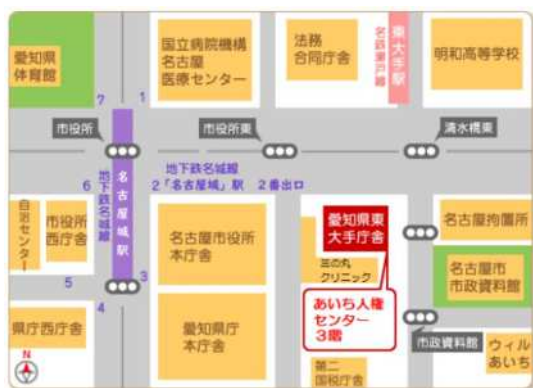 愛知県
体育館
7
1
国立病院機構
名古屋
医療センター
法務
合同庁舎
東大手駅
名鉄瀬戸線
明和高等学校
市役所
市役所東
清水橋東
地下鉄名城線
名古屋城駅
地下鉄名城線
2「名古屋城」駅 2番出口
6
自治センター
市役所
西庁舎
名古屋市役所
本庁舎
愛知県東
大手庁舎
三の丸
クリニック
名古屋拘置所
名古屋市
市政資料館
5
3
4
あいち人権
センター
3階
県庁西庁舎
愛知県庁
本庁舎
市政資料館
ウィル
あいち
第二
国税庁舎
N